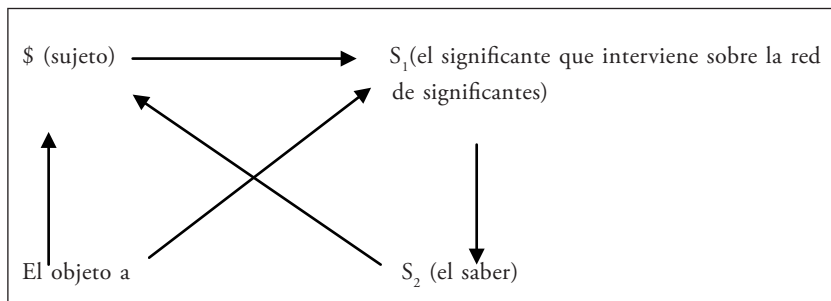 $ (sujeto)
S₁(el significante que interviene sobre la red
de significantes)
El objeto a
S₂ (el saber)